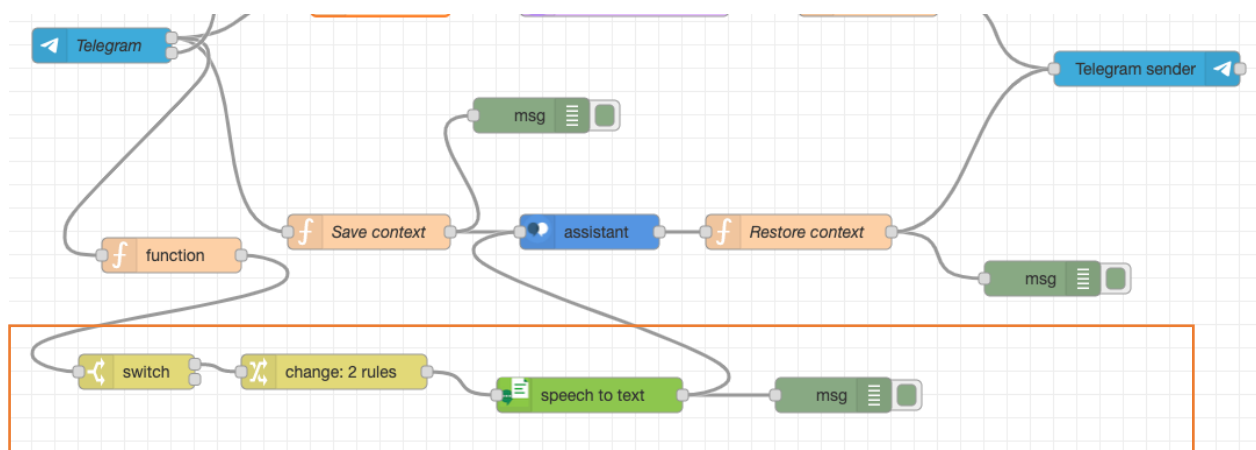 Telegram
Telegram sender
msg
Save context
assistant
Restore context
function
msg
switch
change: 2 rules
speech to text
msg